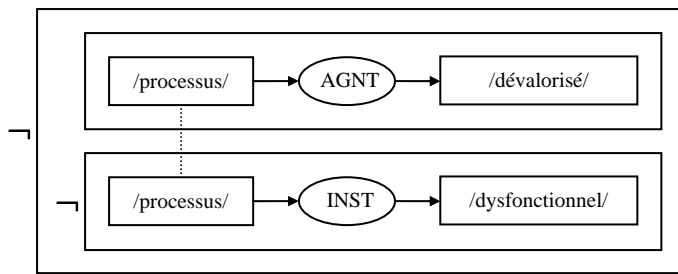 /processus/ AGNT /dévalorisé/
¬
/processus/ INST /dysfonctionnel/
¬